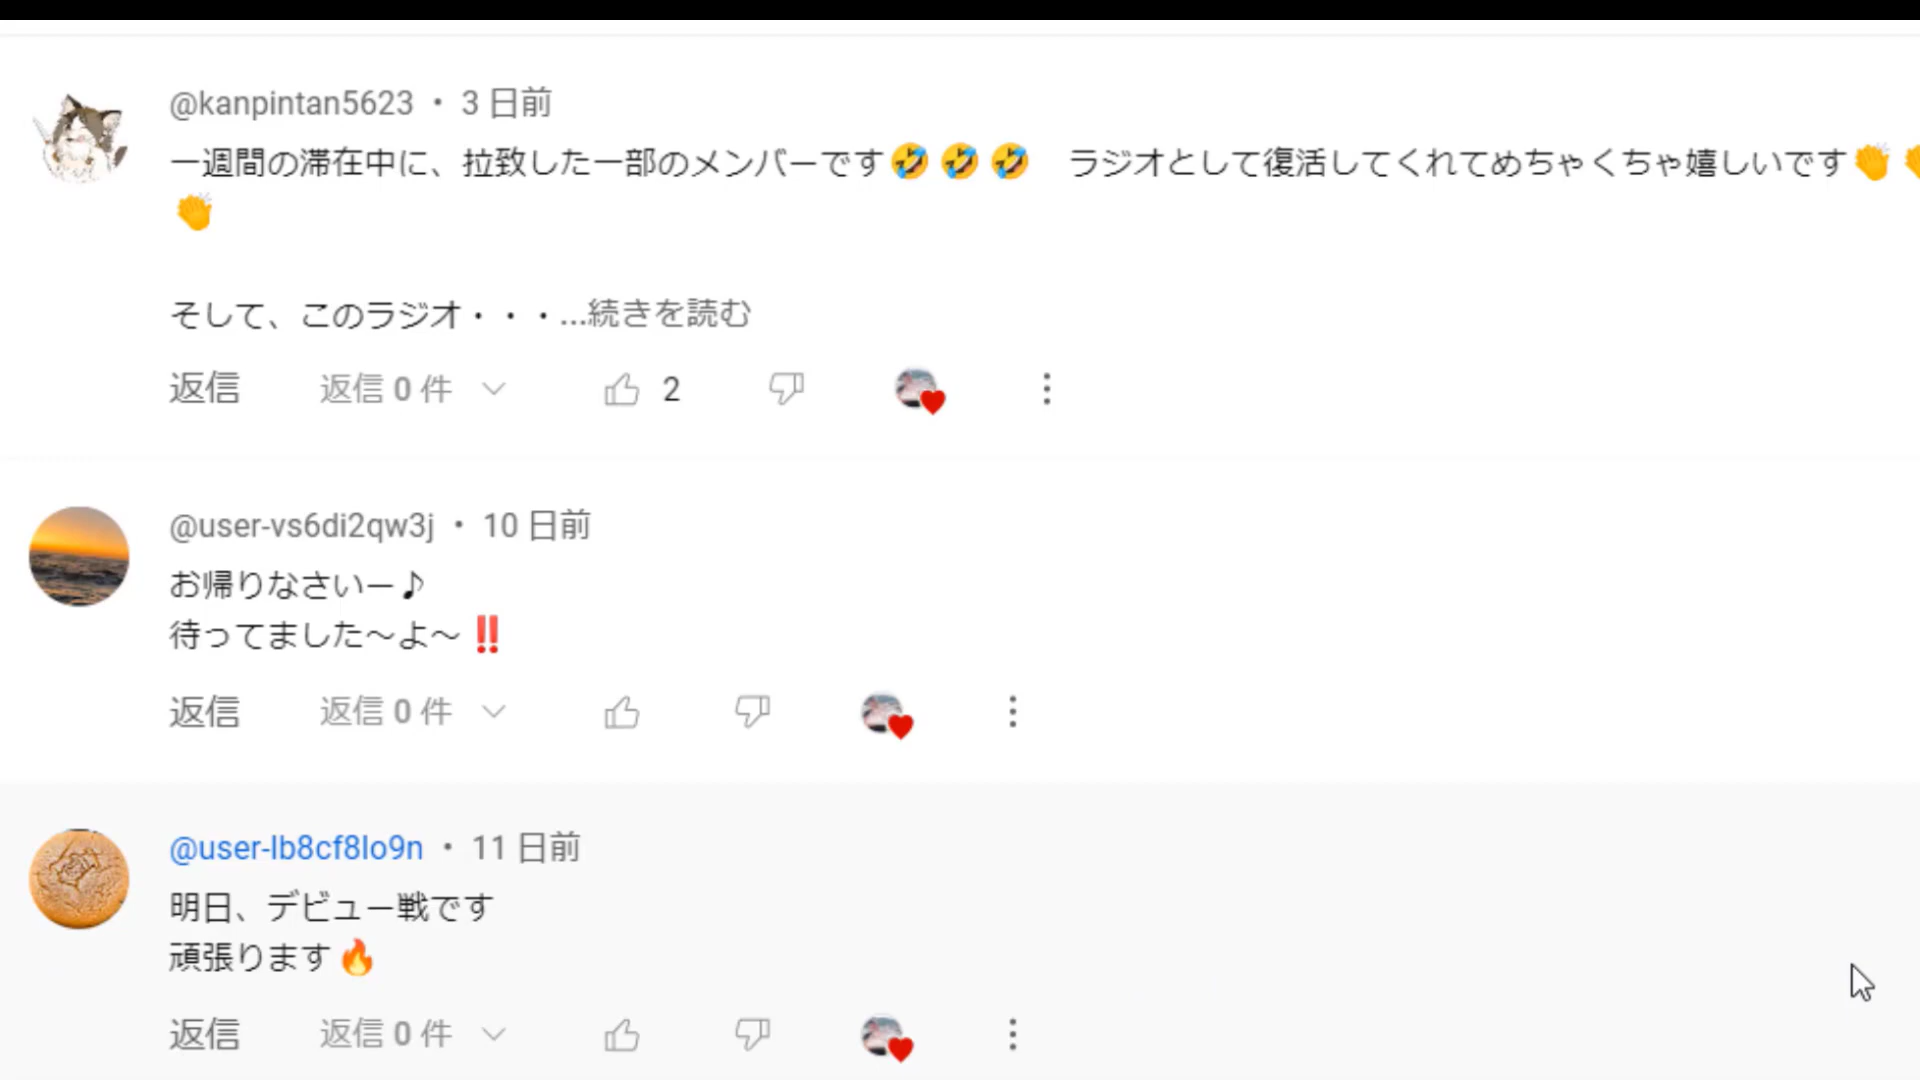 @kanpintan5623 • 3 日前
一週間の滞在中に、拉致した一部のメンバーです🤣🤣🤣　ラジオとして復活してくれてめちゃくちゃ嬉しいです👏👏
👏
そして、このラジオ・・・...続きを読む
返信 返信 0 件 2
@user-vs6di2qw3j • 10 日前
お帰りなさいー♪
待ってました〜よ〜‼️
返信 返信 0 件
@user-lb8cf8lo9n • 11 日前
明日、デビュー戦です
頑張ります🔥
返信 返信 0 件